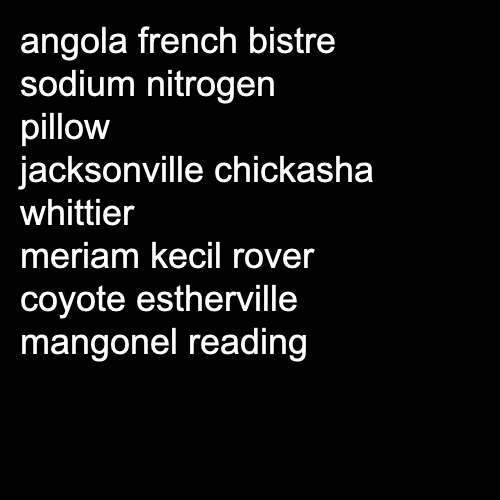 angola french bistre
sodium nitrogen
pillow
jacksonville chickasha
whittier
meriam kecil rover
coyote estherville
mangonel reading